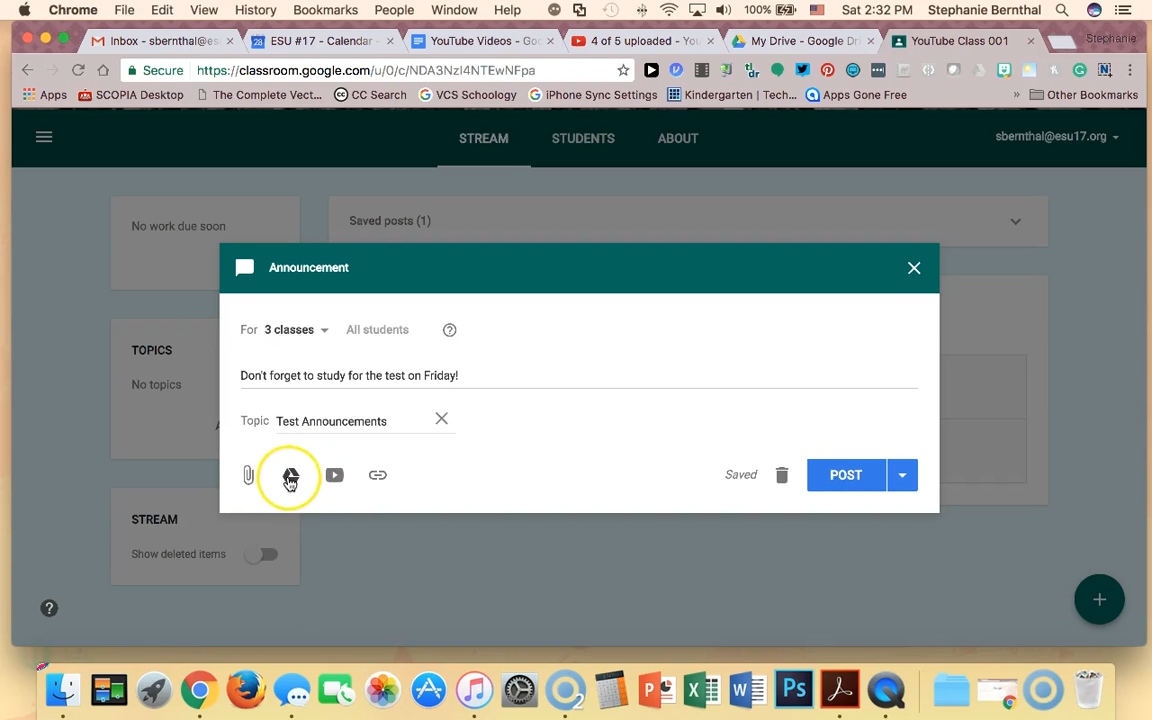 Chrome File Edit View History Bookmarks People Window Help 100% Sat 2:32 PM Stephanie Bernthal
Inbox - sbernthal@es
ESU #17 - Calendar -
YouTube Videos - Goo
4 of 5 uploaded - You
My Drive - Google Dri
YouTube Class 001
Stephanie
Secure https://classroom.google.com/u/0/c/NDA3NzI4NTEwNFpa
Apps SCOPIA Desktop The Complete Vect... CC Search VCS Schoology iPhone Sync Settings Kindergarten | Tech... Apps Gone Free » Other Bookmarks
STREAM STUDENTS ABOUT sbernthal@esu17.org
No work due soon
Saved posts (1)
Announcement
For 3 classes All students
TOPICS
Don't forget to study for the test on Friday!
No topics
Topic Test Announcements
Saved POST
STREAM
Show deleted items
2